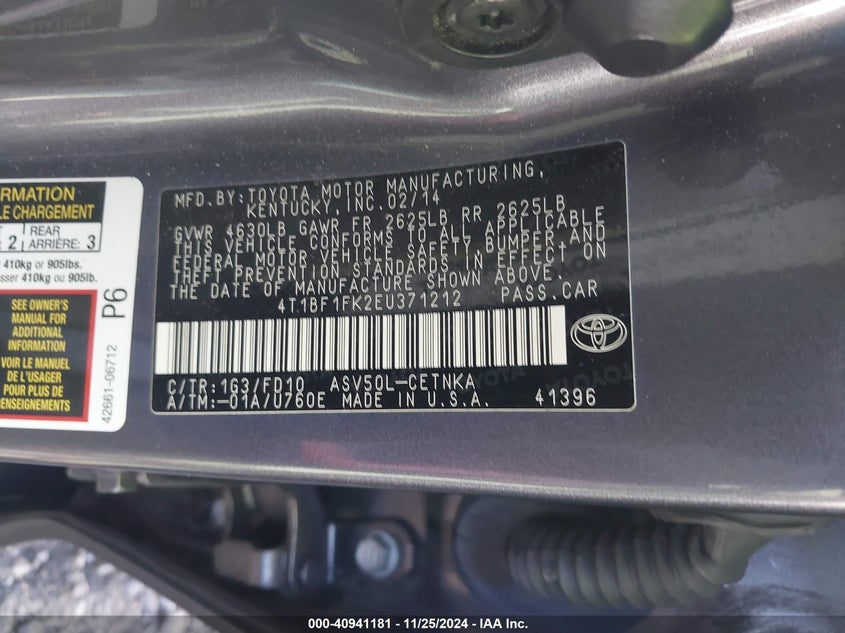 RMATION
E CHARGEMENT
2 REAR ARRIÈRE: 3
410kg or 905lbs.
sser 410kg ou 905lb.
SEE OWNER'S
MANUAL FOR
ADDITIONAL
INFORMATION
VOIR LE MANUEL
DE L'USAGER
POUR PLUS DE
RENSEIGNEMENTS
P6
42661-06712
MFD.BY:TOYOTA MOTOR MANUFACTURING,
KENTUCKY, INC. 02/14
GVWR 4630LB GAWR FR 2625LB RR 2625LB
THIS VEHICLE CONFORMS TO ALL APPLICABLE
FEDERAL MOTOR VEHICLE SAFETY, BUMPER AND
THEFT PREVENTION STANDARDS IN EFFECT ON
THE DATE OF MANUFACTURE SHOWN ABOVE.
4T1BF1FK2EU371212 PASS.CAR
C/TR:1G3/FD10 ASV50L-CETNKA
A/TM:-01A/U760E MADE IN U.S.A. 41396
000-40941181 - 11/25/2024 - IAA Inc.